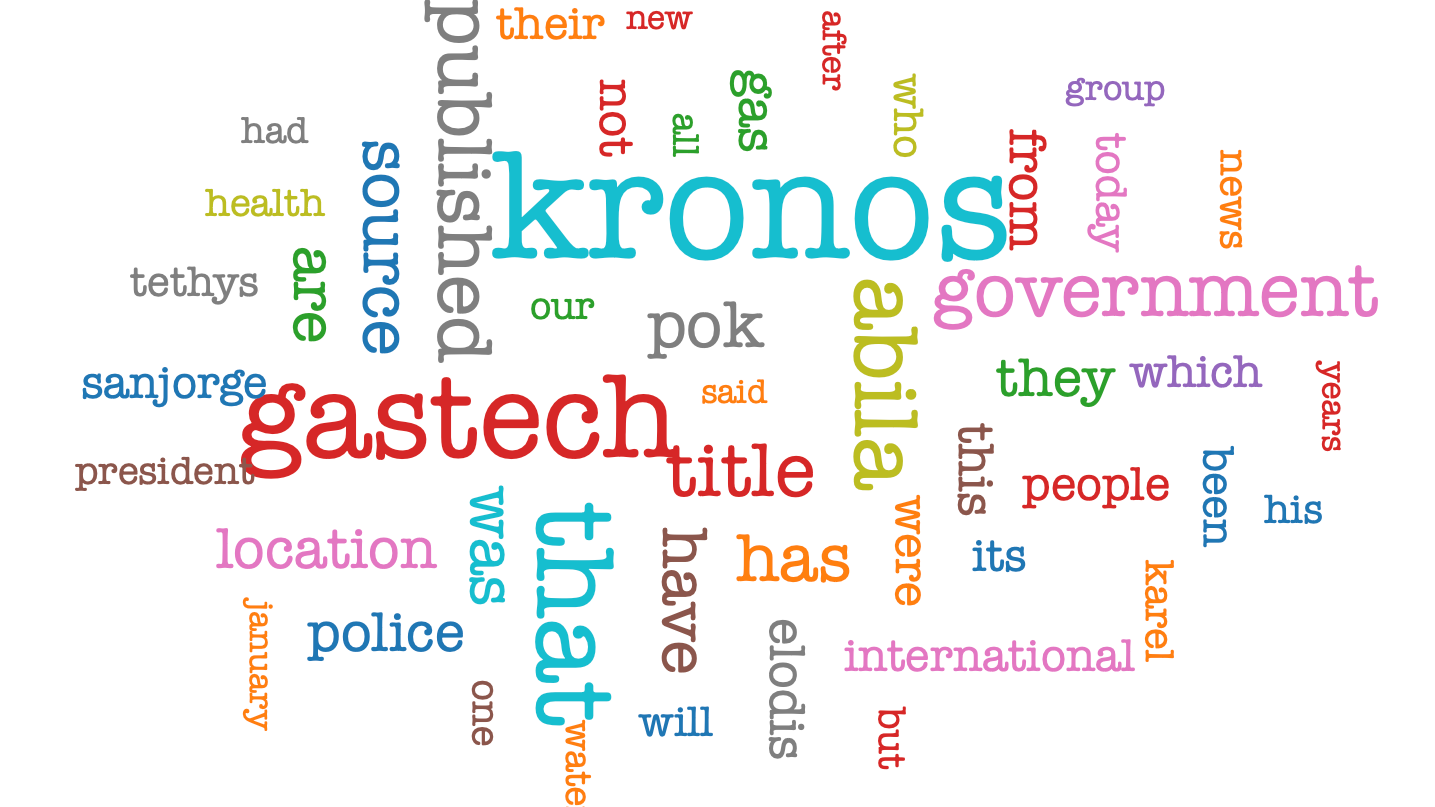 published
their
new
after
not
all
gas
who
group
had
source
kronos
from
today
news
health
tethys
are
our
pok
abila
government
sanjorge
gastech
said
they
which
years
president
title
this
people
been
his
location
was
that
have
has
were
its
karel
january
police
elodis
international
one
will
but
wate